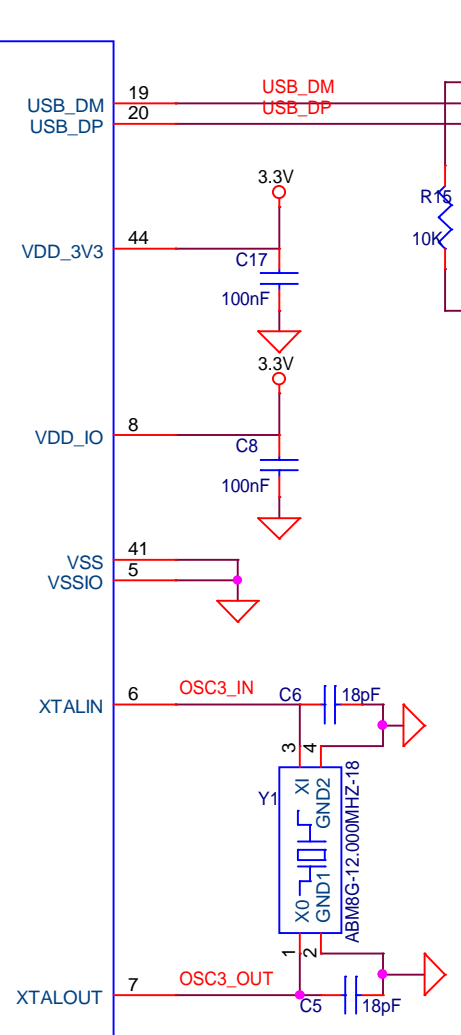 USB_DM 19 USB_DM
USB_DP 20 USB_DP
3.3V
R15
10K
VDD_3V3 44
C17
100nF
3.3V
VDD_IO 8
C8
100nF
VSS 41
VSSIO 5
XTALIN 6 OSC3_IN C6 18pF
3 4
Y1 XI GND2
X0 GND1
ABM8G-12.000MHZ-18
1 2
XTALOUT 7 OSC3_OUT C5 18pF